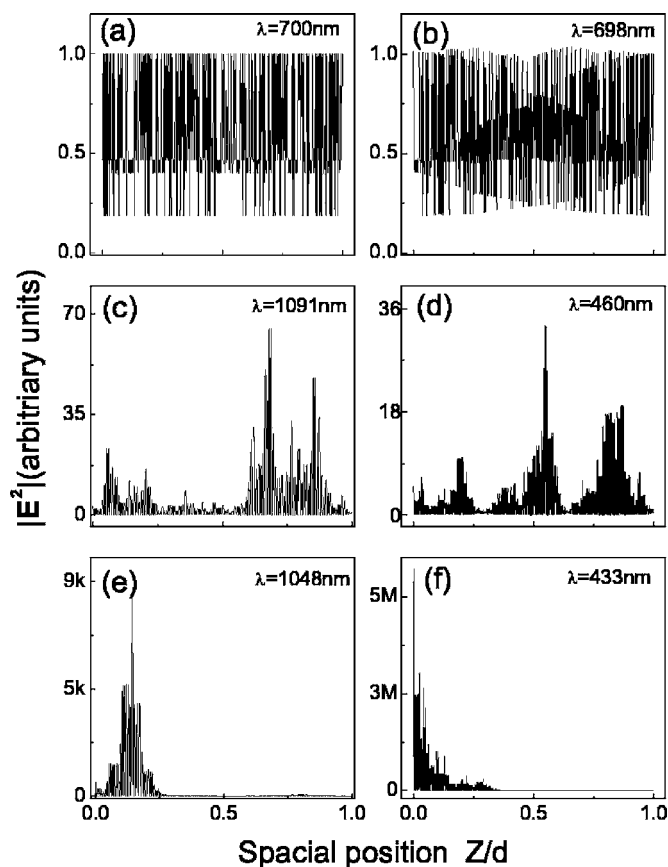 (a) λ=700nm (b) λ=698nm
1.0 1.0
0.5 0.5
0.0 0.0
(c) λ=1091nm (d) λ=460nm
70 36
35 18
0 0
(e) λ=1048nm (f) λ=433nm
9k 5M
5k 3M
0 0
0.0 0.5 1.0 0.0 0.5 1.0
|E²|(arbitriary units)
Spacial position Z/d